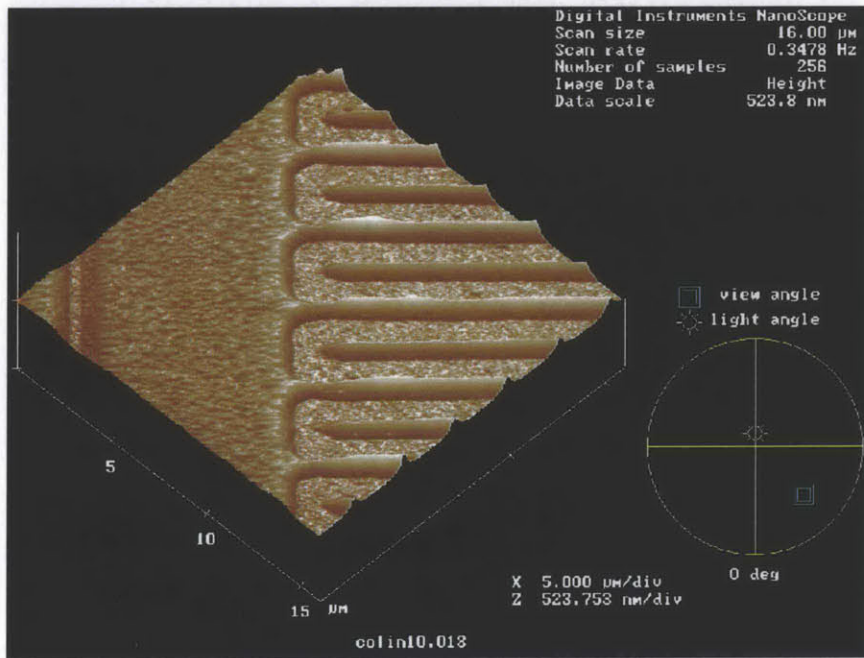 Digital Instruments NanoScope
Scan size 16.00 µm
Scan rate 0.3478 Hz
Number of samples 256
Image Data Height
Data scale 523.8 nm
view angle
light angle
5
10
15 µm
X 5.000 µm/div
Z 523.753 nm/div
0 deg
colin10.018